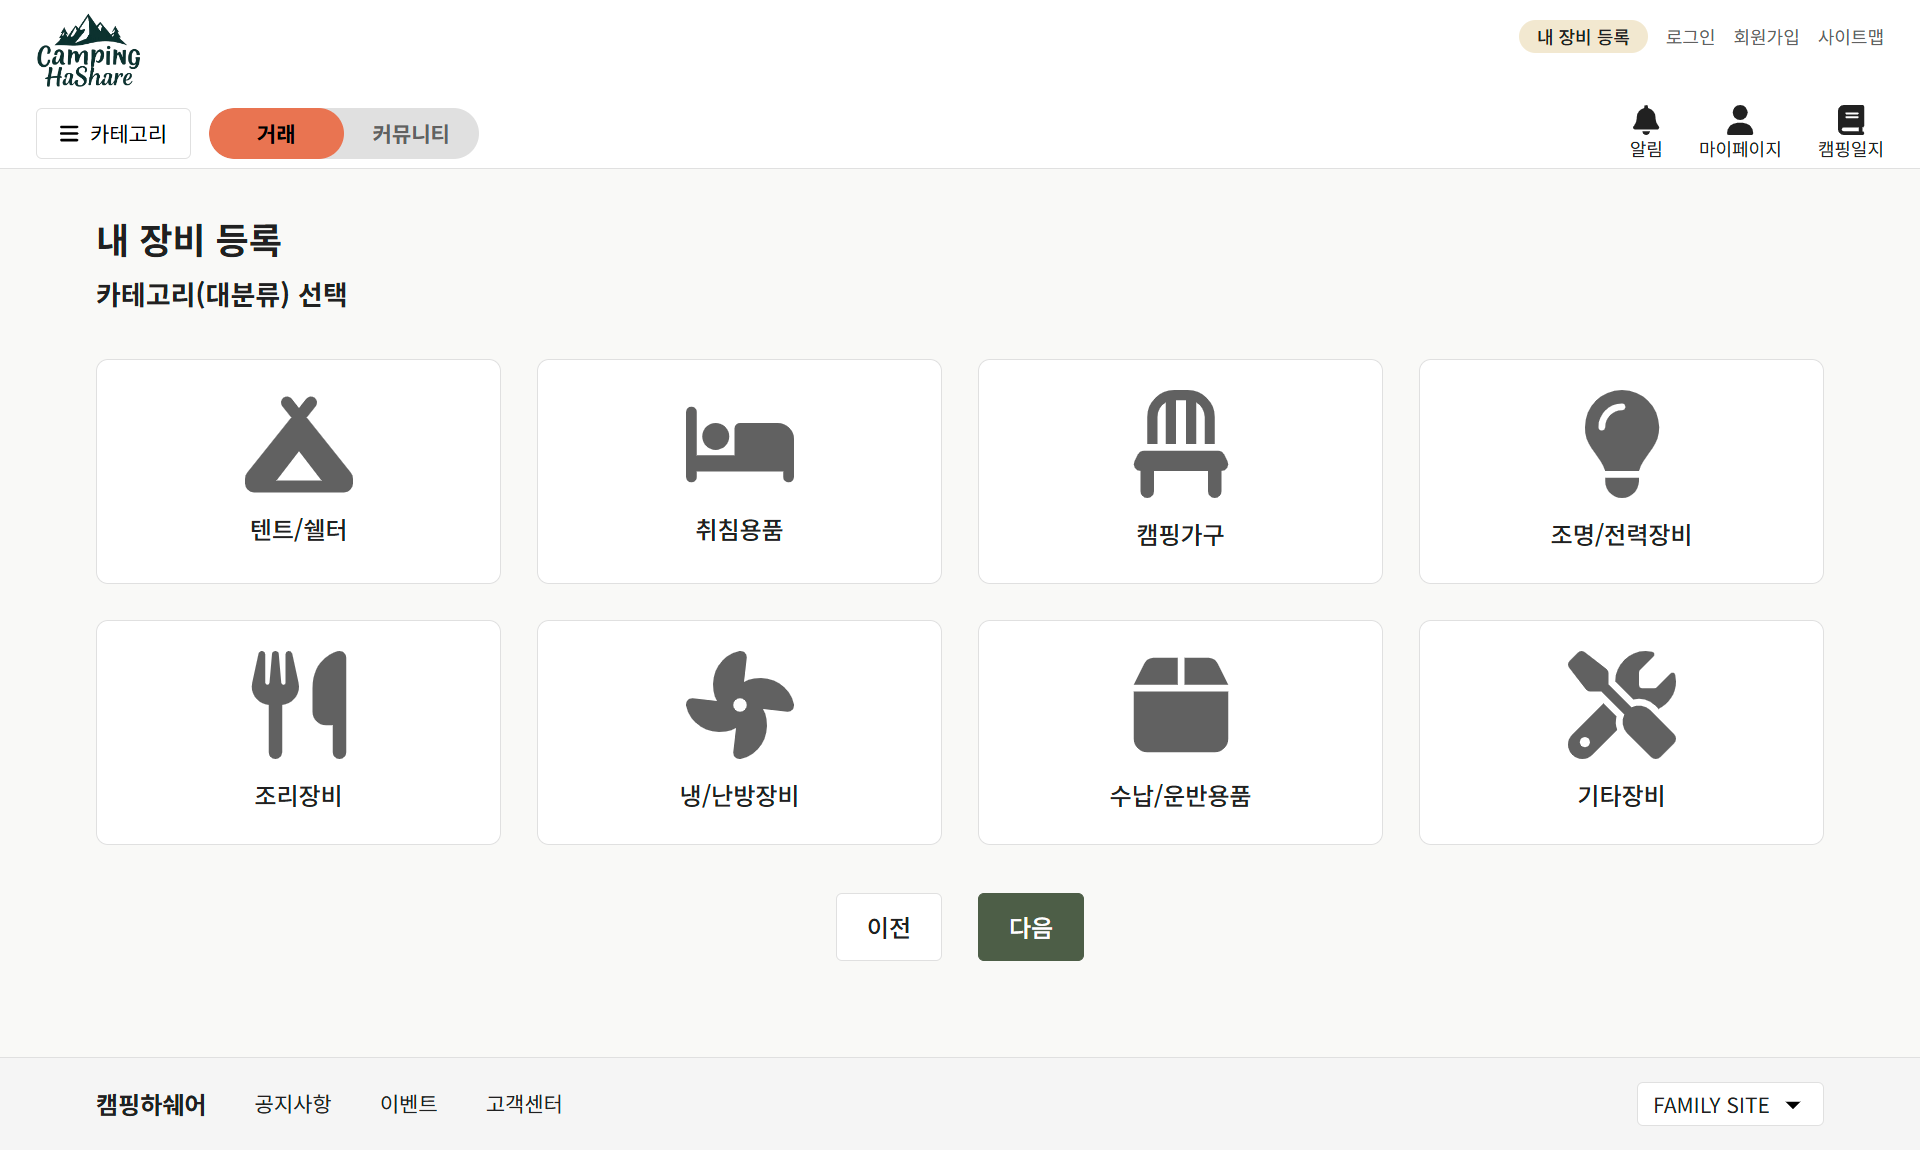 Camping
HaShare
내 장비 등록
로그인
회원가입
사이트맵
카테고리
거래
커뮤니티
알림
마이페이지
캠핑일지
내 장비 등록
카테고리(대분류) 선택
텐트/쉘터
취침용품
캠핑가구
조명/전력장비
조리장비
냉/난방장비
수납/운반용품
기타장비
이전
다음
캠핑하쉐어
공지사항
이벤트
고객센터
FAMILY SITE